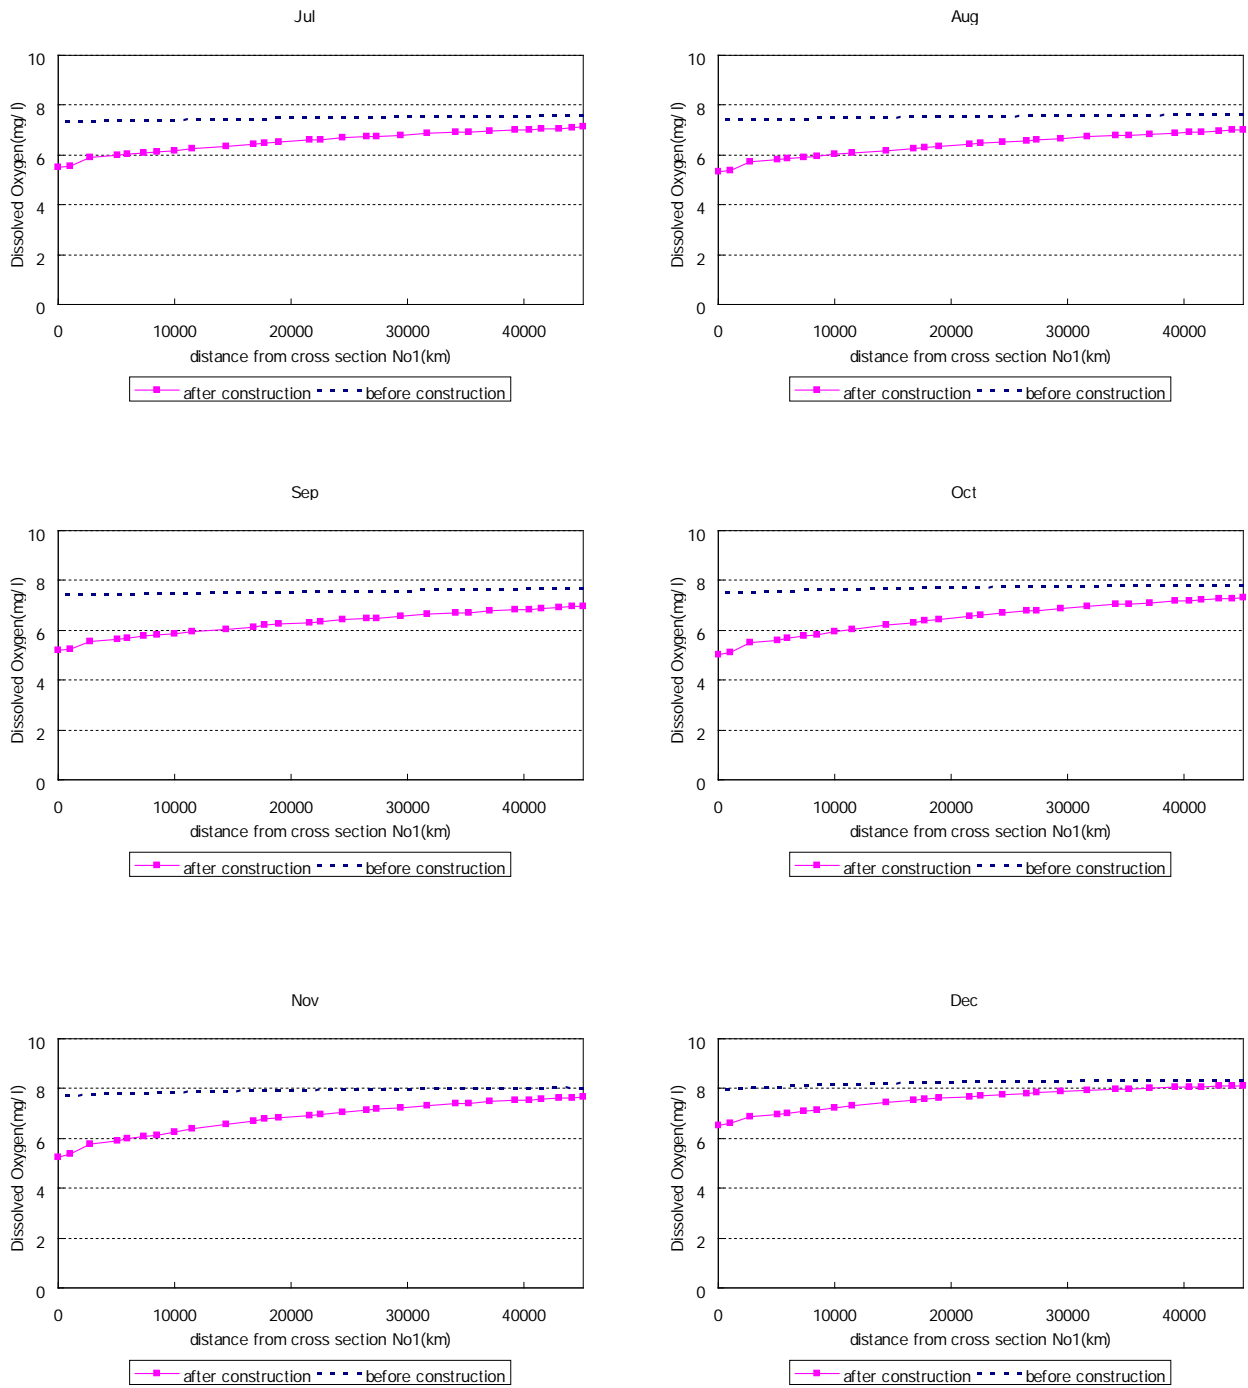 Jul
10
8
6
4
2
0
Dissolved Oxygen(mg/l)
0 10000 20000 30000 40000
distance from cross section No1(km)
after construction before construction
Aug
10
8
6
4
2
0
Dissolved Oxygen(mg/l)
0 10000 20000 30000 40000
distance from cross section No1(km)
after construction before construction
Sep
10
8
6
4
2
0
Dissolved Oxygen(mg/l)
0 10000 20000 30000 40000
distance from cross section No1(km)
after construction before construction
Oct
10
8
6
4
2
0
Dissolved Oxygen(mg/l)
0 10000 20000 30000 40000
distance from cross section No1(km)
after construction before construction
Nov
10
8
6
4
2
0
Dissolved Oxygen(mg/l)
0 10000 20000 30000 40000
distance from cross section No1(km)
after construction before construction
Dec
10
8
6
4
2
0
Dissolved Oxygen(mg/l)
0 10000 20000 30000 40000
distance from cross section No1(km)
after construction before construction